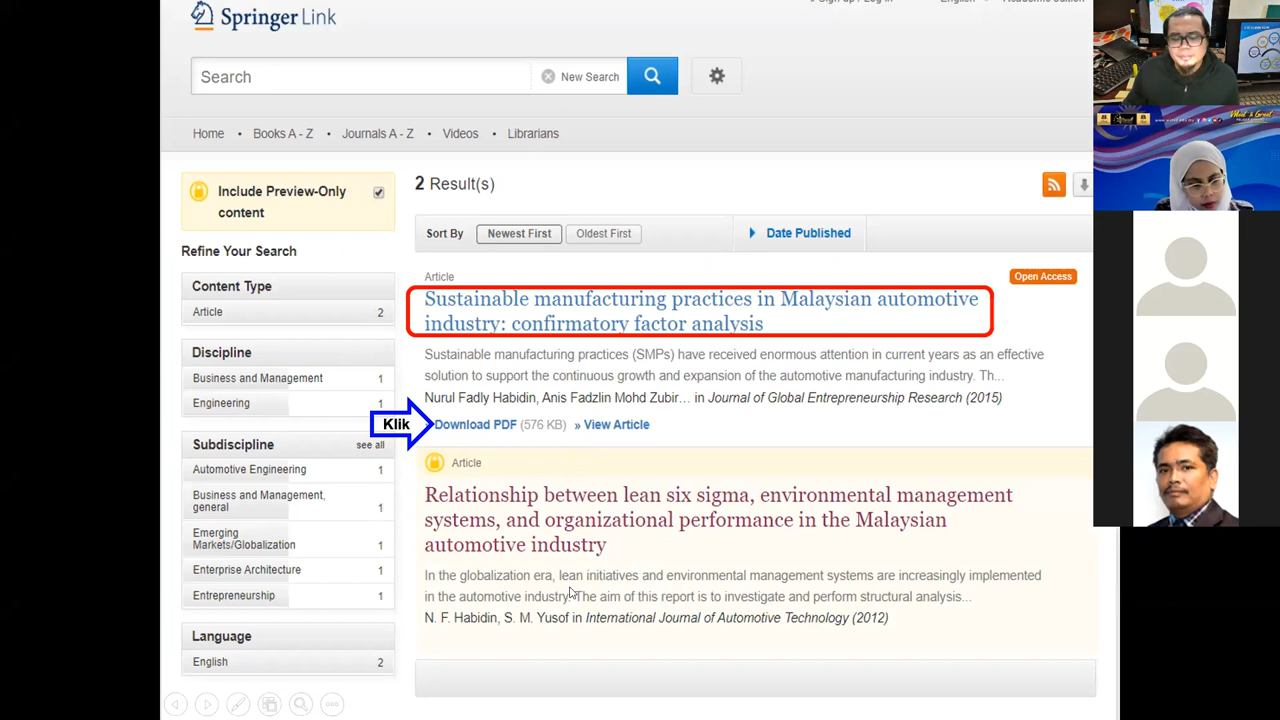 Springer Link
English
Search
New Search
Home • Books A - Z • Journals A - Z • Videos • Librarians
Include Preview-Only
content
Refine Your Search
Content Type
Article 2
Discipline
Business and Management 1
Engineering 1
Subdiscipline see all
Automotive Engineering 1
Business and Management,
general 1
Emerging
Markets/Globalization 1
Enterprise Architecture 1
Entrepreneurship 1
Language
English 2
2 Result(s)
Sort By Newest First Oldest First Date Published
Article
Open Access
Sustainable manufacturing practices in Malaysian automotive
industry: confirmatory factor analysis
Sustainable manufacturing practices (SMPs) have received enormous attention in current years as an effective
solution to support the continuous growth and expansion of the automotive manufacturing industry. Th...
Nurul Fadly Habidin, Anis Fadzlin Mohd Zubir… in Journal of Global Entrepreneurship Research (2015)
Klik
Download PDF (576 KB) » View Article
Article
Relationship between lean six sigma, environmental management
systems, and organizational performance in the Malaysian
automotive industry
In the globalization era, lean initiatives and environmental management systems are increasingly implemented
in the automotive industry. The aim of this report is to investigate and perform structural analysis...
N. F. Habidin, S. M. Yusof in International Journal of Automotive Technology (2012)